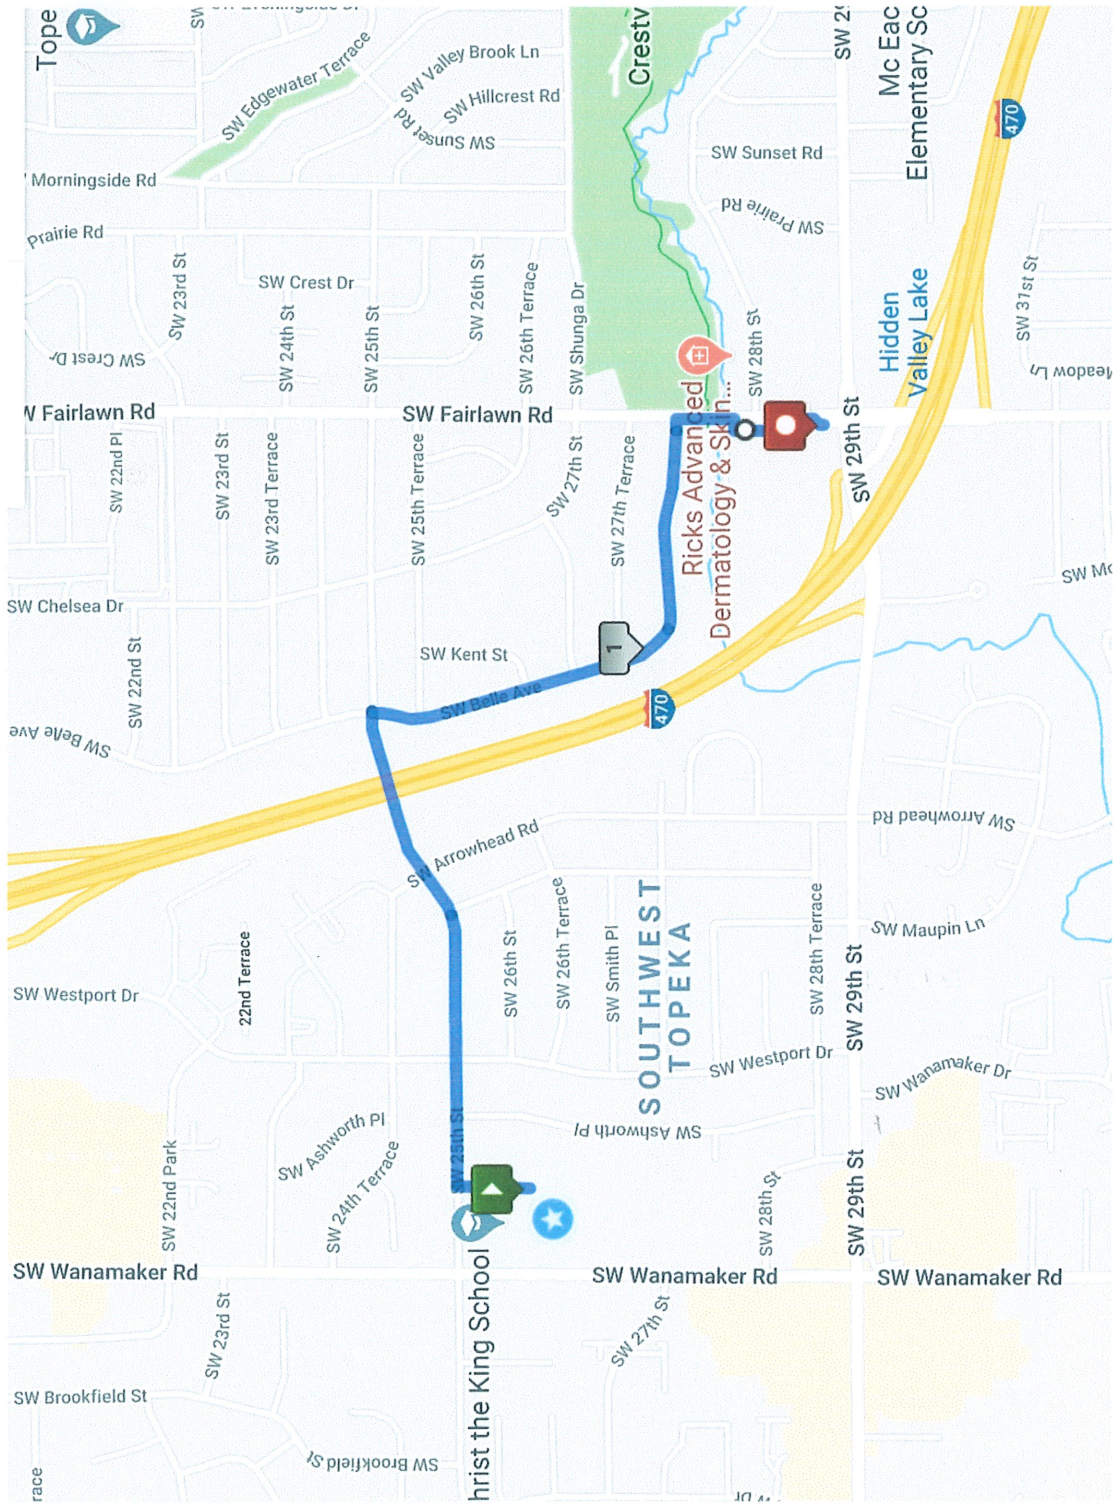 Tope
SW Edgewater Terrace
SW Valley Brook Ln
SW Hillcrest Rd
SW Sunset Rd
Morningside Rd
Prairie Rd
SW 23rd St
SW Crest Dr
SW Crest Dr
SW 24th St
SW 25th St
SW 26th St
SW 26th Terrace
SW Shunga Dr
Crestv
SW Sunset Rd
SW Prairie Rd
SW 29
Mc Eac
Elementary Sc
470
Hidden
Valley Lake
SW 31st St
Meadow Ln
SW 28th St
W Fairlawn Rd
SW Fairlawn Rd
SW 22nd Pl
SW 23rd St
SW 23rd Terrace
SW 25th Terrace
SW 27th St
SW 27th Terrace
Ricks Advanced
Dermatology & Skin...
SW 29th St
SW Chelsea Dr
SW 22nd St
SW Kent St
1
SW Belle Ave
SW Belle Ave
470
SW Mc
SW Arrowhead Rd
SW Arrowhead Rd
SW Westport Dr
22nd Terrace
SW 26th St
SW 26th Terrace
SW Smith Pl
SOUTHWEST
TOPEKA
SW 28th Terrace
SW Maupin Ln
SW 29th St
SW Westport Dr
SW Wanamaker Dr
SW Ashworth Pl
SW Ashworth Pl
SW 25th St
SW 22nd Park
SW 24th Terrace
SW 28th St
SW 29th St
SW Wanamaker Rd
SW Wanamaker Rd
SW Wanamaker Rd
hrist the King School
SW 23rd St
SW 27th St
SW Brookfield St
SW Brookfield St
race